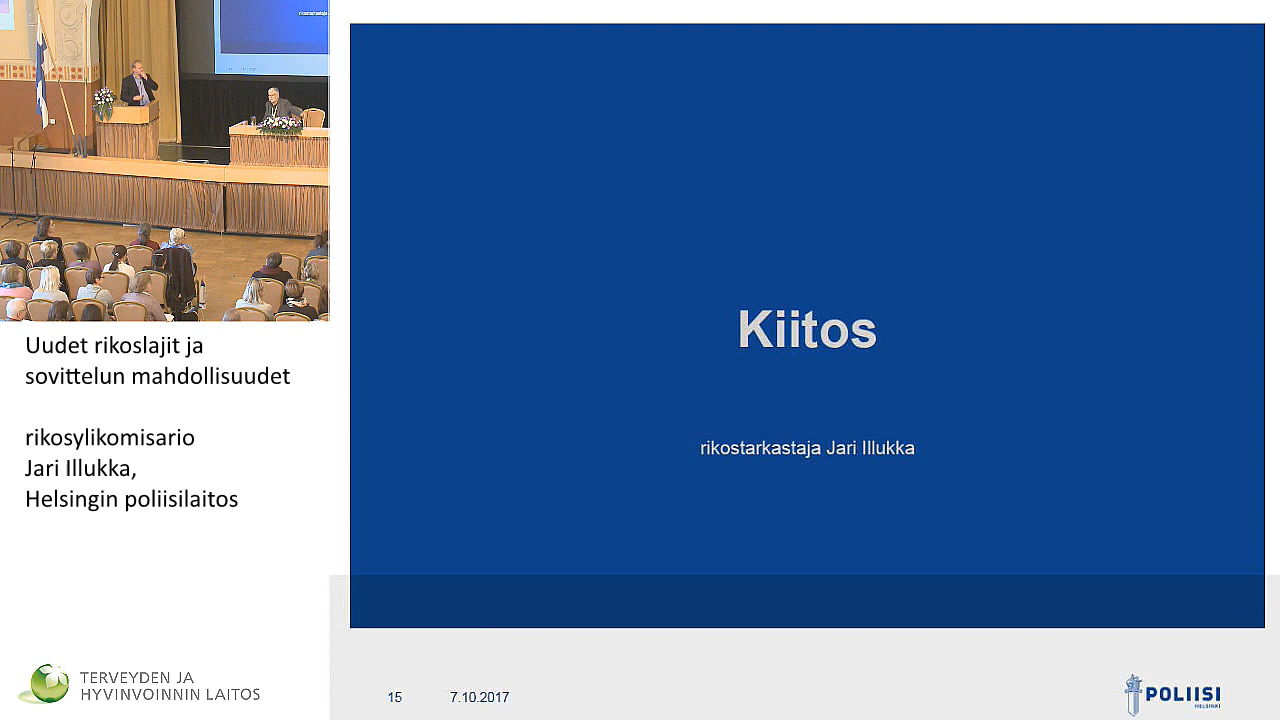 Uudet rikoslajit ja
sovittelun mahdollisuudet
rikosylikomisario
Jari Illukka,
Helsingin poliisilaitos
TERVEYDEN JA
HYVINVOINNIN LAITOS
Kiitos
rikostarkastaja Jari Illukka
15 7.10.2017
POLIISI
HELSINKI